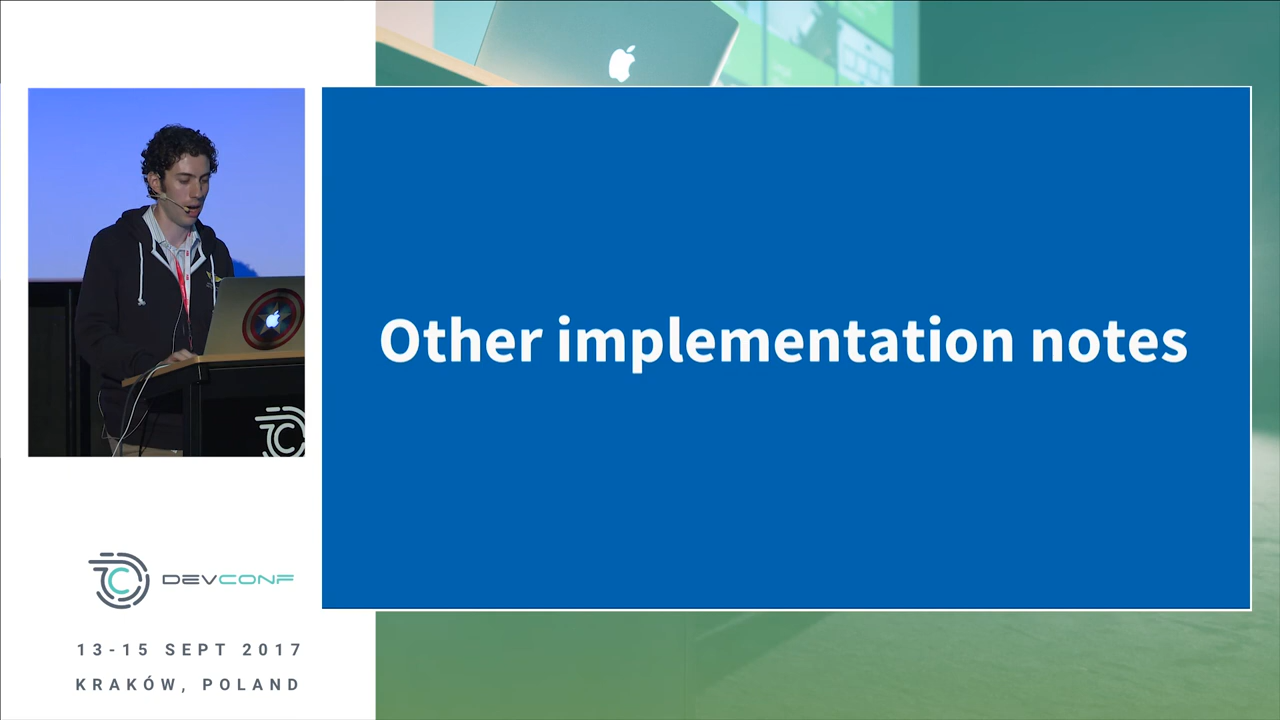 Other implementation notes
DEVCONF
13-15 SEPT 2017
KRAKÓW, POLAND